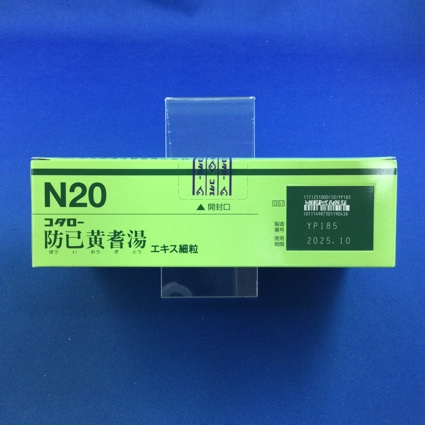 N20
コタロー
防已黄耆湯 エキス細粒
ぼう い おう ぎ とう
▲開封口
製造番号 YP185
使用期限 2025.10